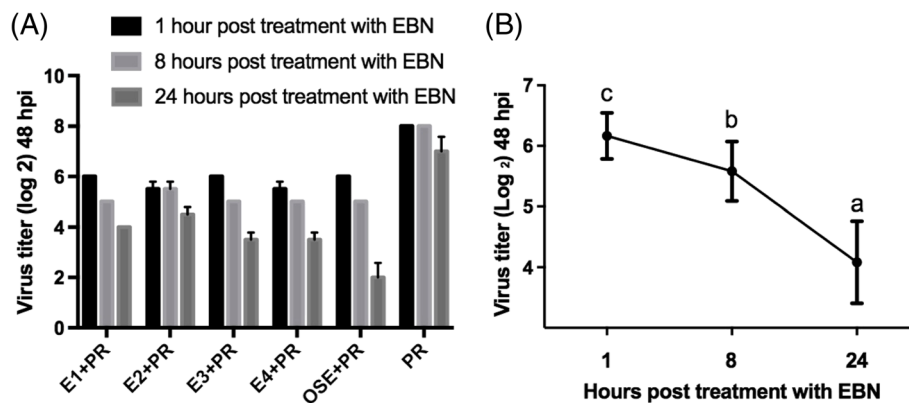 (A)
1 hour post treatment with EBN
8 hours post treatment with EBN
24 hours post treatment with EBN
Virus titer (log 2) 48 hpi
10
8
6
4
2
0
E1+PR
E2+PR
E3+PR
E4+PR
OSE+PR
PR
(B)
Virus titer (Log ₂) 48 hpi
7
6
5
4
c
b
a
1
8
24
Hours post treatment with EBN